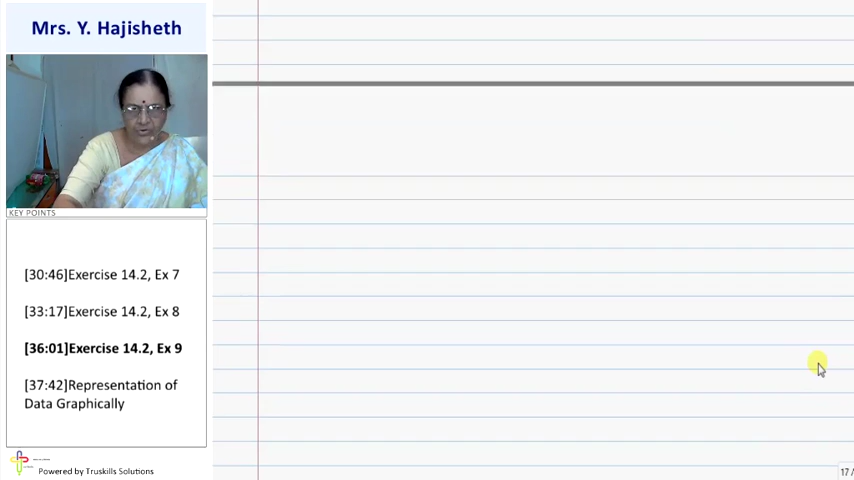 Mrs. Y. Hajisheth
KEY POINTS
[30:46]Exercise 14.2, Ex 7
[33:17]Exercise 14.2, Ex 8
[36:01]Exercise 14.2, Ex 9
[37:42]Representation of
Data Graphically
Powered by Truskills Solutions
17 /